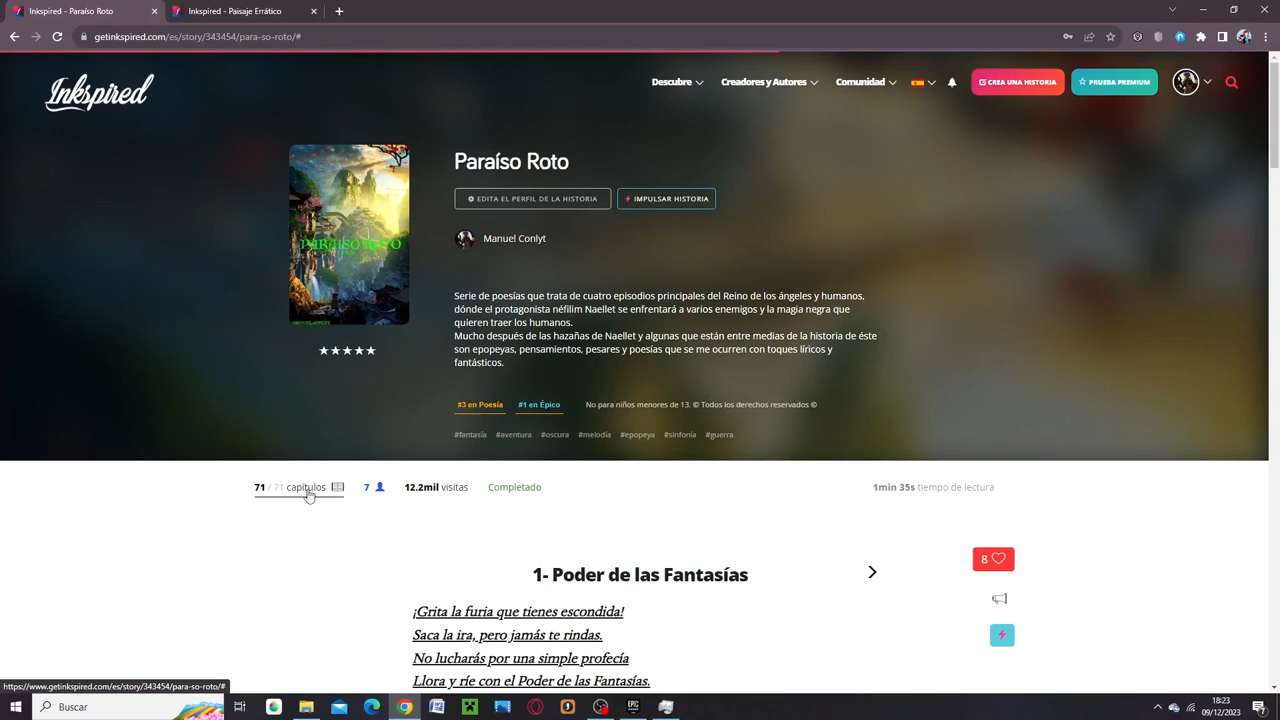 Inkspired - Paraíso Roto
Inkspired - Paisaje Errático
getinkspired.com/es/story/343454/para-so-roto/#
Inkspired
Descubre
Creadores y Autores
Comunidad
CREA UNA HISTORIA
PRUEBA PREMIUM
Paraíso Roto
EDITA EL PERFIL DE LA HISTORIA
IMPULSAR HISTORIA
PARAISO ROTO
Manuel Conlyt
Serie de poesías que trata de cuatro episodios principales del Reino de los ángeles y humanos,
dónde el protagonista néfilim Naellet se enfrentará a varios enemigos y la magia negra que
quieren traer los humanos.
Mucho después de las hazañas de Naellet y algunas que están entre medias de la historia de éste
son epopeyas, pensamientos, pesares y poesías que se me ocurren con toques líricos y
fantásticos.
#3 en Poesía
#1 en Épico
No para niños menores de 13. © Todos los derechos reservados ©
#fantasía #aventura #oscura #melodía #epopeya #sinfonía #guerra
71 / 71 capítulos
7
12.2mil visitas
Completado
1min 35s tiempo de lectura
8
1- Poder de las Fantasías
¡Grita la furia que tienes escondida!
Saca la ira, pero jamás te rindas.
No lucharás por una simple profecía
Llora y ríe con el Poder de las Fantasías.
https://www.getinkspired.com/es/story/343454/para-so-roto/#
Buscar
18:23
09/12/2023